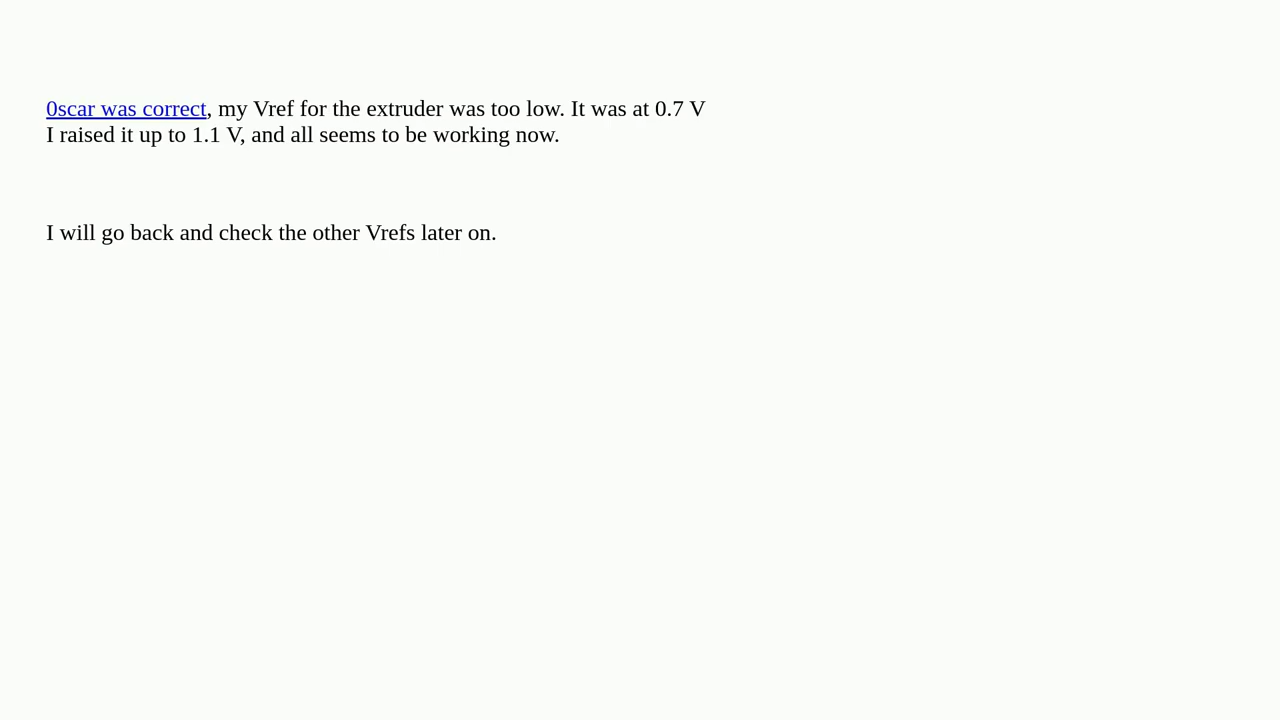 0scar was correct, my Vref for the extruder was too low. It was at 0.7 V
I raised it up to 1.1 V, and all seems to be working now.
I will go back and check the other Vrefs later on.